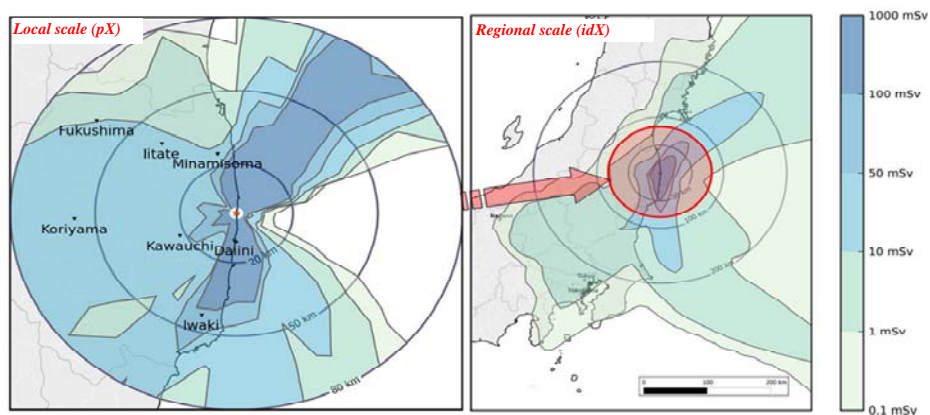 Local scale (pX)
Fukushima
Iitate
Minamisoma
Koriyama
Kawauchi
Daiini
20 km
Iwaki
50 km
80 km
Regional scale (idX)
100 km
200 km
0 100 200 km
1000 mSv
100 mSv
50 mSv
10 mSv
1 mSv
0.1 mSv